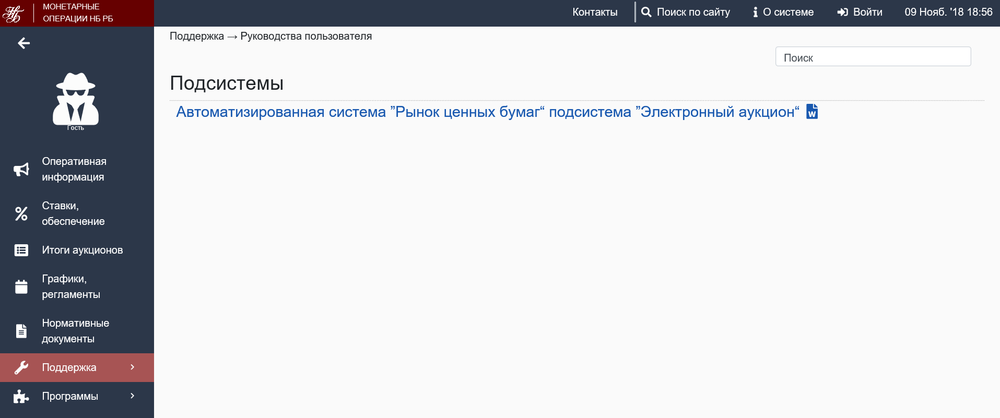 МОНЕТАРНЫЕ
ОПЕРАЦИИ НБ РБ
Контакты
Поиск по сайту
О системе
Войти
09 Нояб. '18 18:56
Гость
Оперативная
информация
Ставки,
обеспечение
Итоги аукционов
Графики,
регламенты
Нормативные
документы
Поддержка
Программы
Поддержка → Руководства пользователя
Поиск
Подсистемы
Автоматизированная система ”Рынок ценных бумаг“ подсистема ”Электронный аукцион“